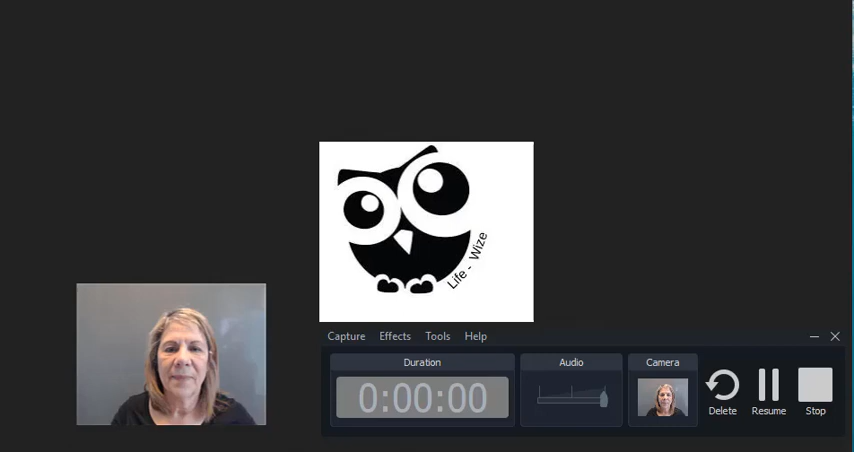 Life - Wize
Capture Effects Tools Help
Duration Audio Camera
0:00:00
Delete Resume Stop